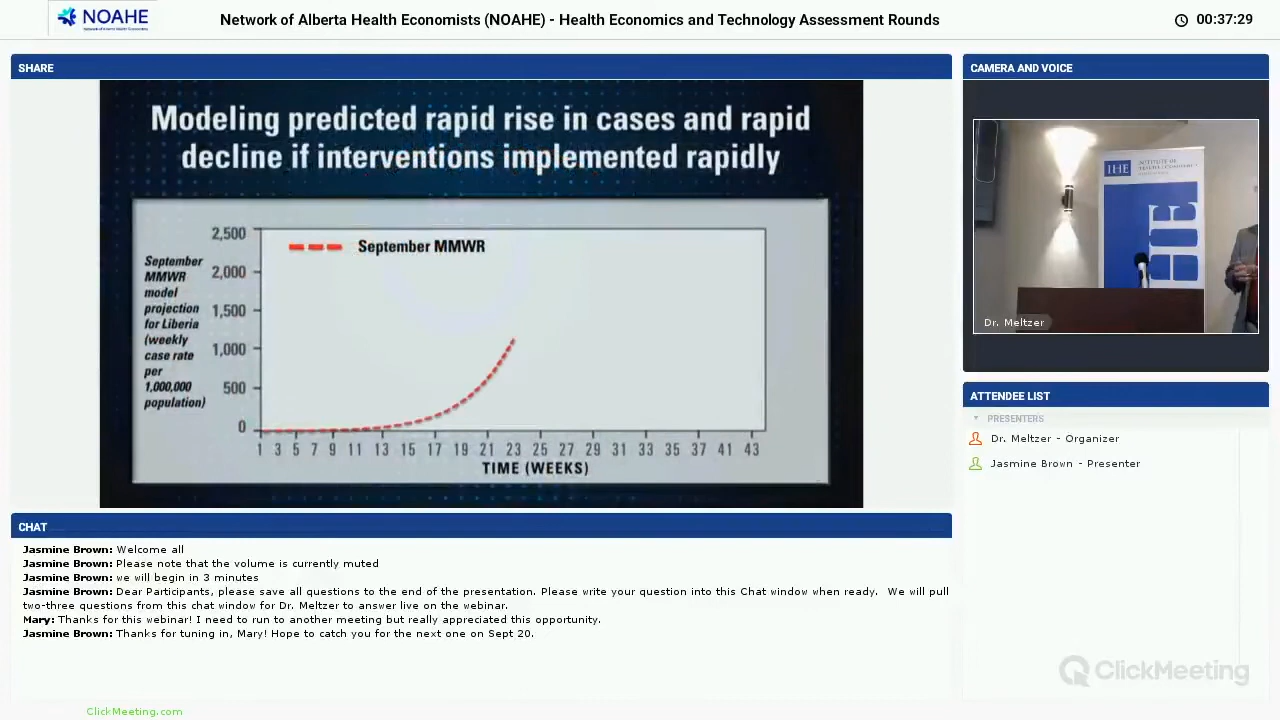 NOAHE
Network of Alberta Health Economists (NOAHE) - Health Economics and Technology Assessment Rounds
00:37:29
SHARE
Modeling predicted rapid rise in cases and rapid
decline if interventions implemented rapidly
September
MMWR
model
projection
for Liberia
(weekly
case rate
per
1,000,000
population)
2,500
2,000
1,500
1,000
500
0
September MMWR
1 3 5 7 9 11 13 15 17 19 21 23 25 27 29 31 33 35 37 41 43
TIME (WEEKS)
CAMERA AND VOICE
IHE
INSTITUTE OF
HEALTH ECONOMICS
IHE
Dr. Meltzer
ATTENDEE LIST
PRESENTERS
Dr. Meltzer - Organizer
Jasmine Brown - Presenter
CHAT
Jasmine Brown: Welcome all
Jasmine Brown: Please note that the volume is currently muted
Jasmine Brown: we will begin in 3 minutes
Jasmine Brown: Dear Participants, please save all questions to the end of the presentation. Please write your question into this Chat window when ready. We will pull
two-three questions from this chat window for Dr. Meltzer to answer live on the webinar.
Mary: Thanks for this webinar! I need to run to another meeting but really appreciated this opportunity.
Jasmine Brown: Thanks for tuning in, Mary! Hope to catch you for the next one on Sept 20.
ClickMeeting
ClickMeeting.com